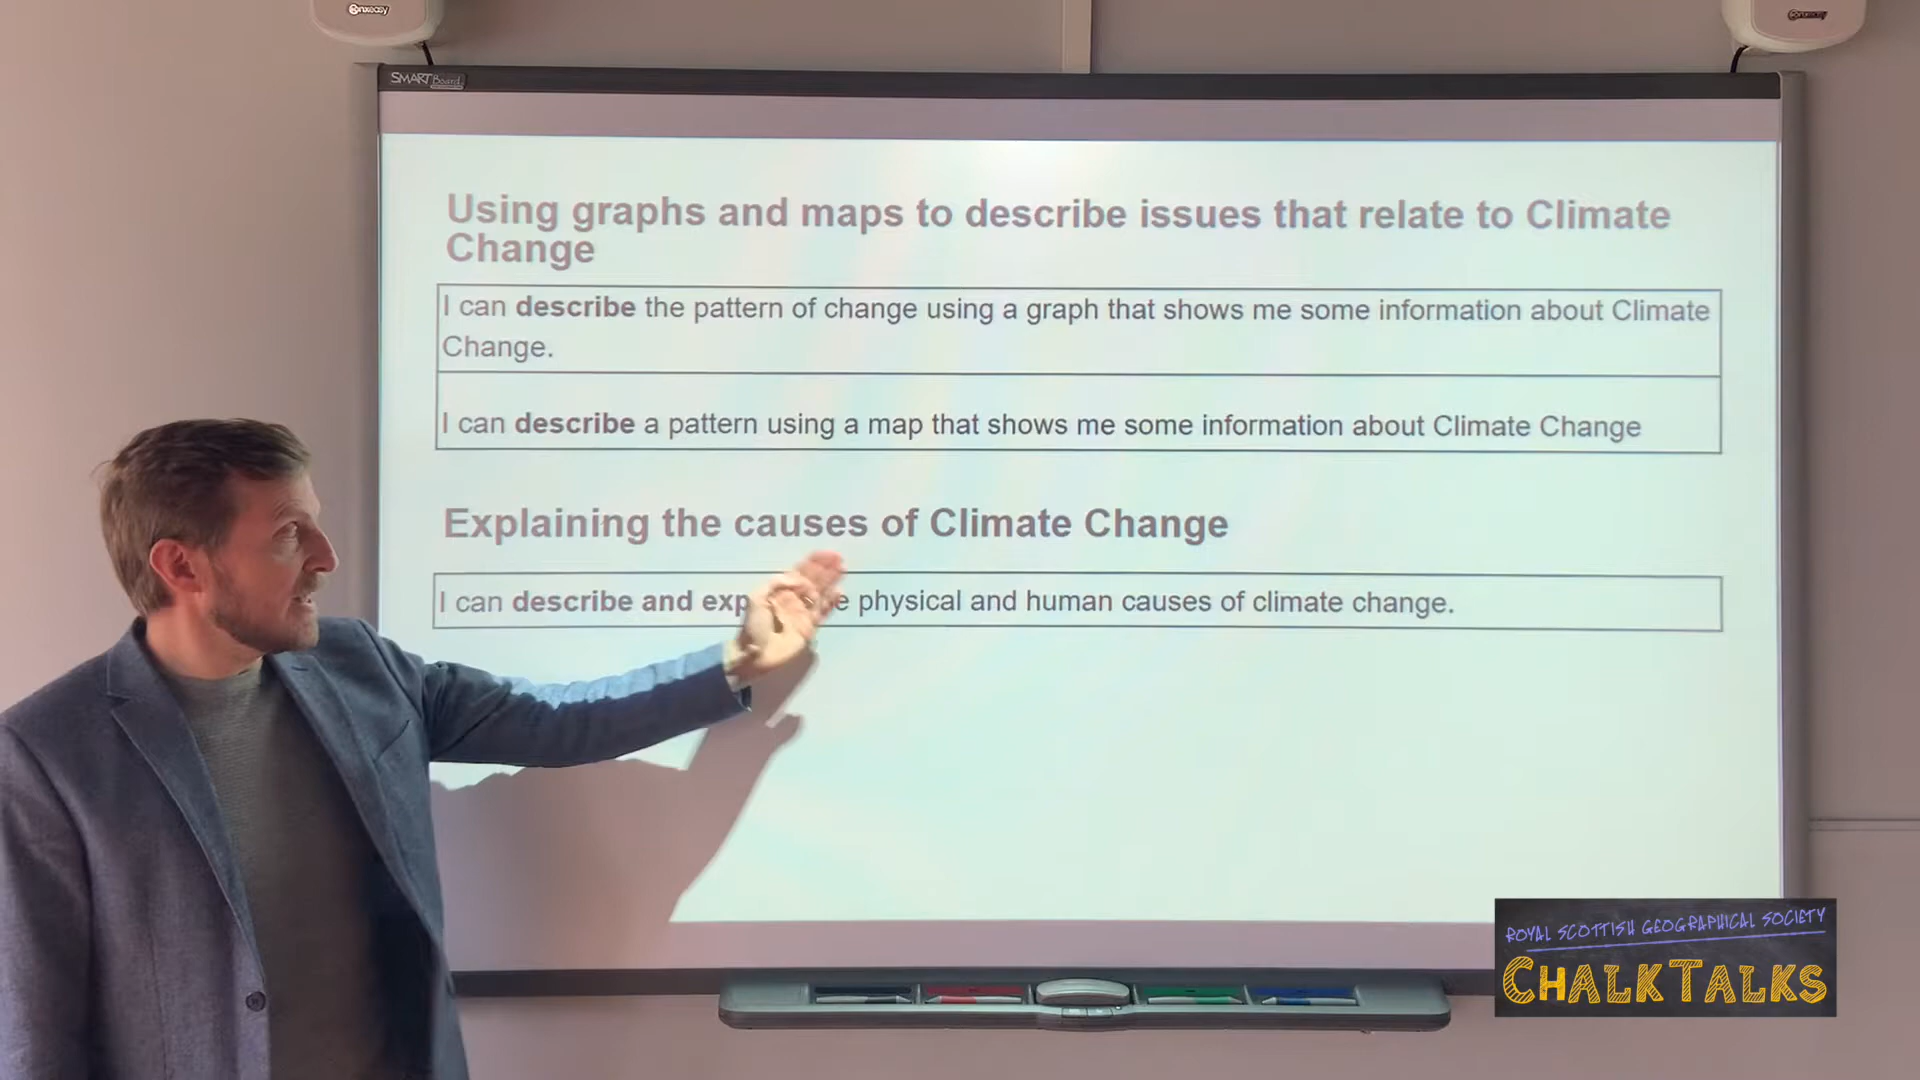 SMART Board
Using graphs and maps to describe issues that relate to Climate
Change
I can describe the pattern of change using a graph that shows me some information about Climate
Change.
I can describe a pattern using a map that shows me some information about Climate Change
Explaining the causes of Climate Change
I can describe and physical and human causes of climate change.
ROYAL SCOTTISH GEOGRAPHICAL SOCIETY
CHALKTALKS